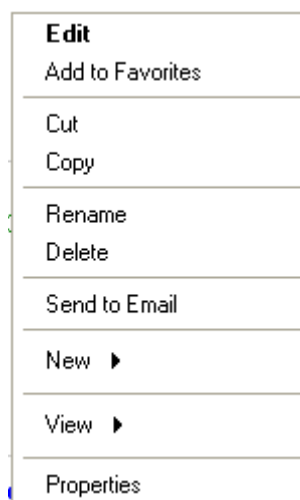 Edit
Add to Favorites
Cut
Copy
Rename
Delete
Send to Email
New
View
Properties